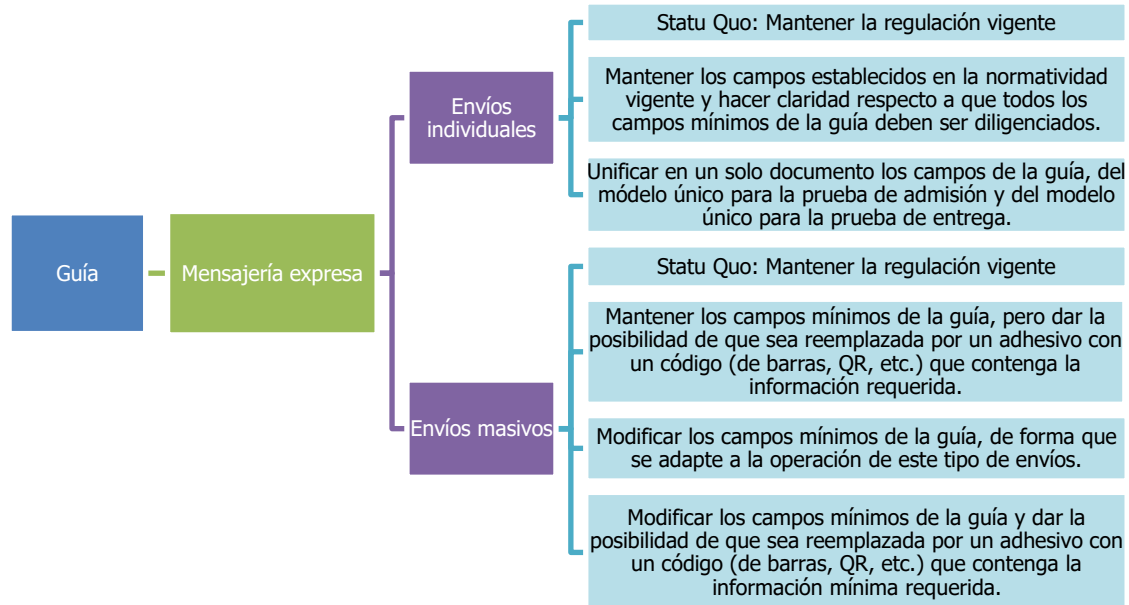 Guía
Mensajería expresa
Envíos
individuales
Statu Quo: Mantener la regulación vigente
Mantener los campos establecidos en la normatividad
vigente y hacer claridad respecto a que todos los
campos mínimos de la guía deben ser diligenciados.
Unificar en un solo documento los campos de la guía, del
módelo único para la prueba de admisión y del modelo
único para la prueba de entrega.
Envíos masivos
Statu Quo: Mantener la regulación vigente
Mantener los campos mínimos de la guía, pero dar la
posibilidad de que sea reemplazada por un adhesivo con
un código (de barras, QR, etc.) que contenga la
información requerida.
Modificar los campos mínimos de la guía, de forma que
se adapte a la operación de este tipo de envíos.
Modificar los campos mínimos de la guía y dar la
posibilidad de que sea reemplazada por un adhesivo con
un código (de barras, QR, etc.) que contenga la
información mínima requerida.